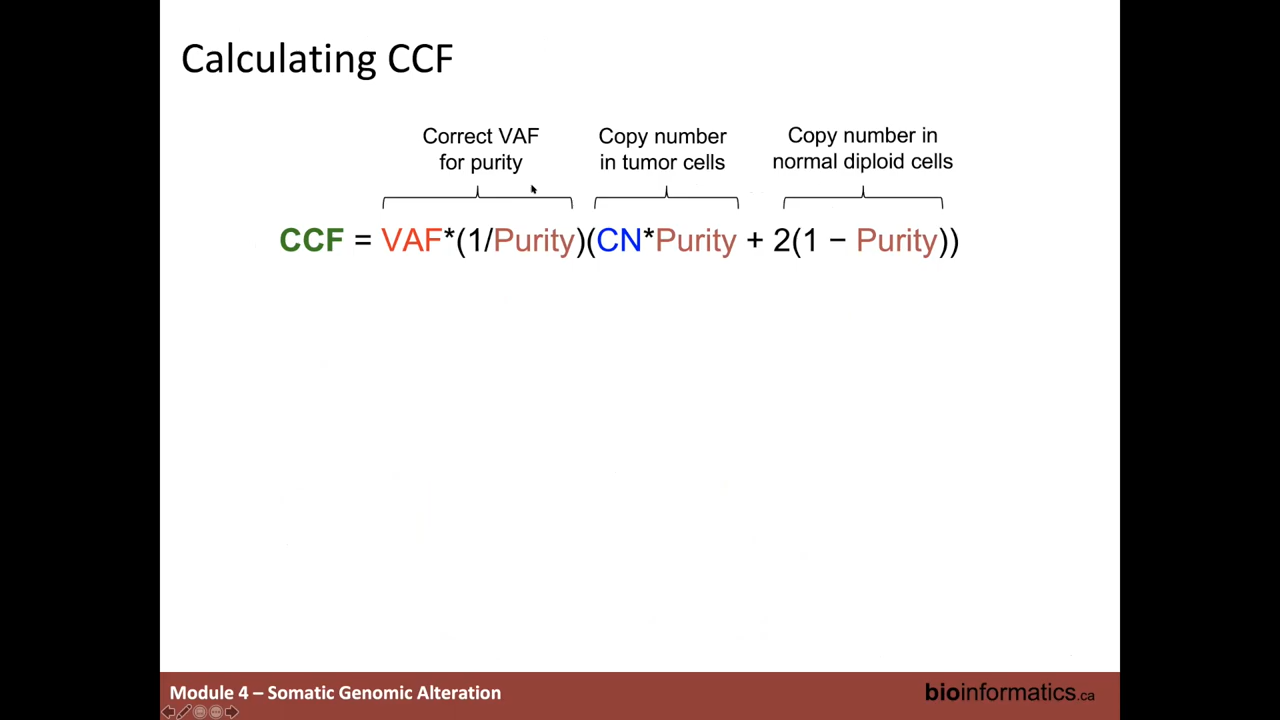 Calculating CCF
Correct VAF
for purity
Copy number
in tumor cells
Copy number in
normal diploid cells
CCF = VAF*(1/Purity)(CN*Purity + 2(1 − Purity))
Module 4 – Somatic Genomic Alteration
bioinformatics.ca